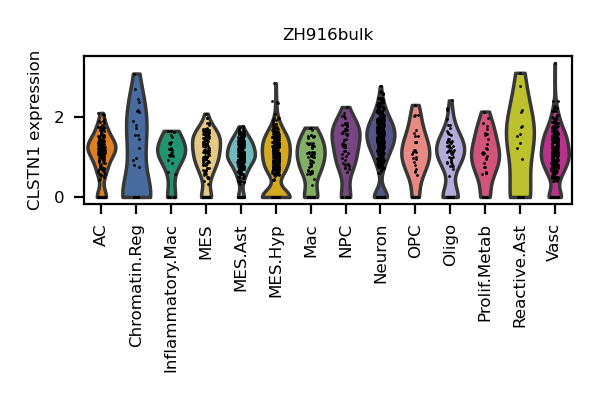 ZH916bulk
CLSTN1 expression
2
0
AC
Chromatin.Reg
Inflammatory.Mac
MES
MES.Ast
MES.Hyp
Mac
NPC
Neuron
OPC
Oligo
Prolif.Metab
Reactive.Ast
Vasc